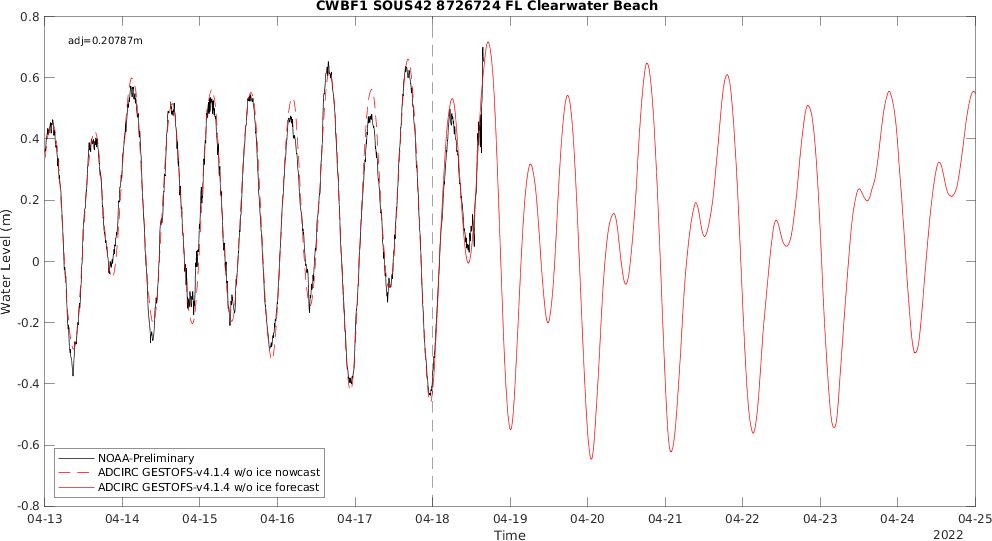 CWBF1 SOUS42 8726724 FL Clearwater Beach
adj=0.20787m
Water Level (m)
0.8
0.6
0.4
0.2
0
-0.2
-0.4
-0.6
-0.8
NOAA-Preliminary
ADCIRC GESTOFS-v4.1.4 w/o ice nowcast
ADCIRC GESTOFS-v4.1.4 w/o ice forecast
04-13 04-14 04-15 04-16 04-17 04-18 04-19 04-20 04-21 04-22 04-23 04-24 04-25
Time
2022